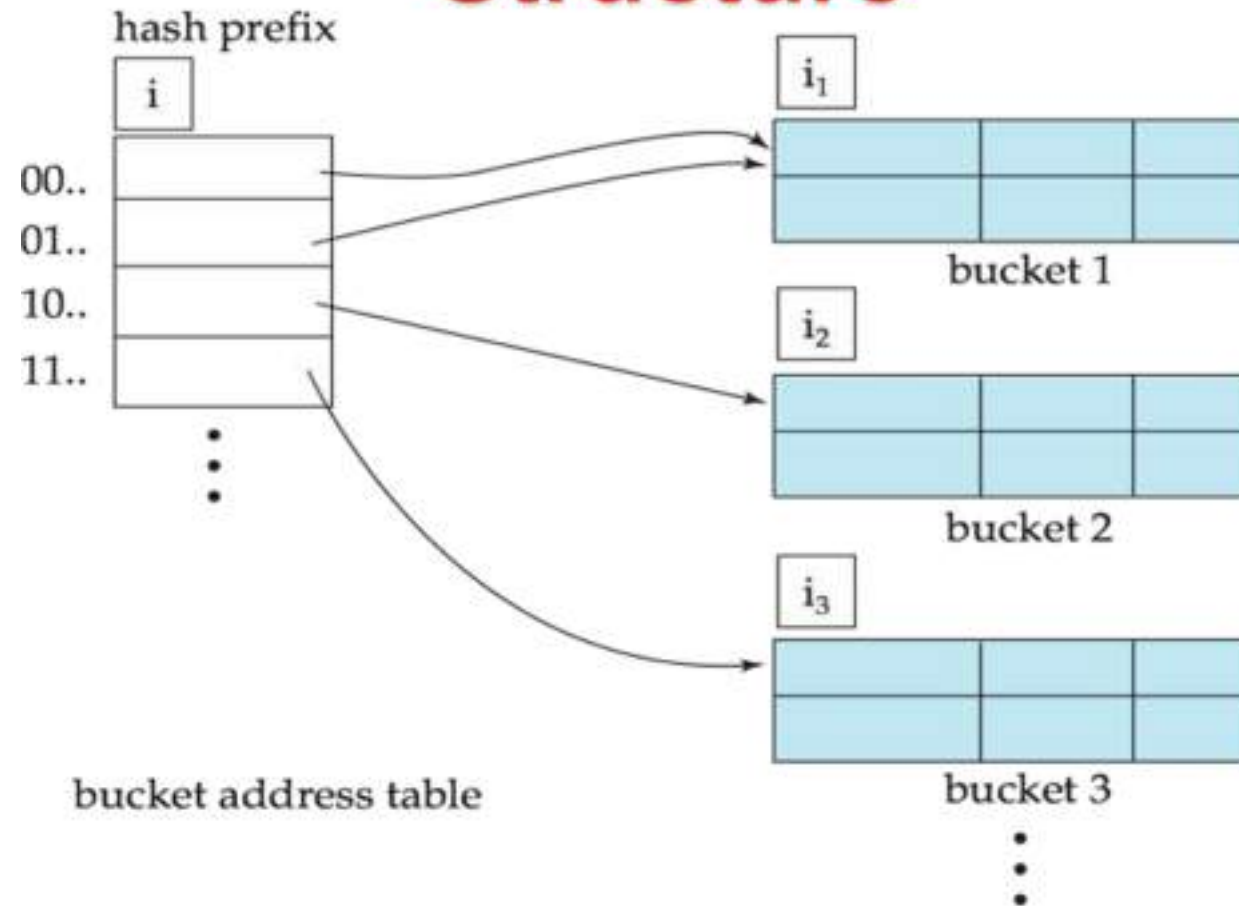 hash prefix
i
00..
01..
10..
11..
bucket address table
i₁
bucket 1
i₂
bucket 2
i₃
bucket 3